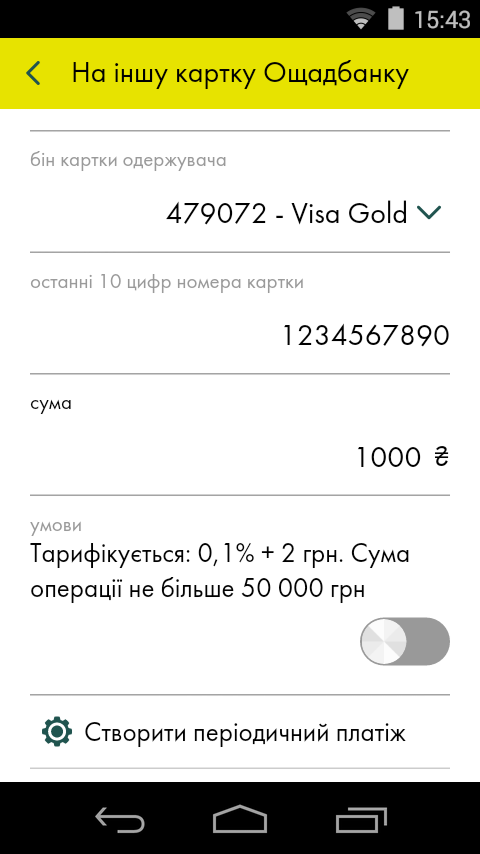 15:43
На іншу картку Ощадбанку
бін картки одержувача
479072 - Visa Gold
останні 10 цифр номера картки
1234567890
сума
1000 ₴
умови
Тарифікується: 0,1% + 2 грн. Сума
операції не більше 50 000 грн
Створити періодичний платіж